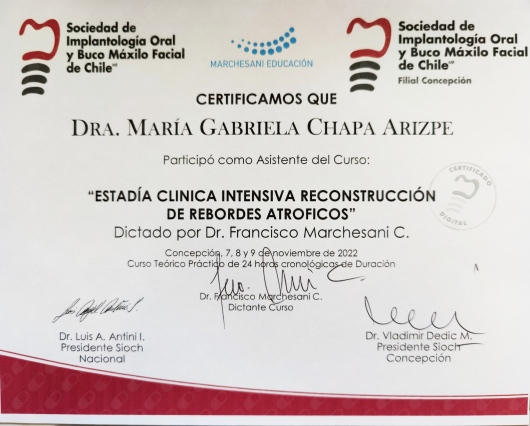 Sociedad de
Implantología Oral
y Buco Máxilo Facial
de Chile
MARCHESANI EDUCACIÓN
Sociedad de
Implantología Oral
y Buco Máxilo Facial
de Chile
Filial Concepción
CERTIFICAMOS QUE
DRA. MARÍA GABRIELA CHAPA ARIZPE
Participó como Asistente del Curso:
“ESTADÍA CLINICA INTENSIVA RECONSTRUCCIÓN
DE REBORDES ATROFICOS”
Dictado por Dr. Francisco Marchesani C.
CERTIFICADO
DIGITAL
Concepción, 7, 8 y 9 de noviembre de 2022
Curso Teórico Práctico de 24 horas cronológicas de Duración
Dr. Francisco Marchesani C.
Dictante Curso
Dr. Luis A. Antini I.
Presidente Sioch
Nacional
Dr. Vladimir Dedic M.
Presidente Sioch
Concepción